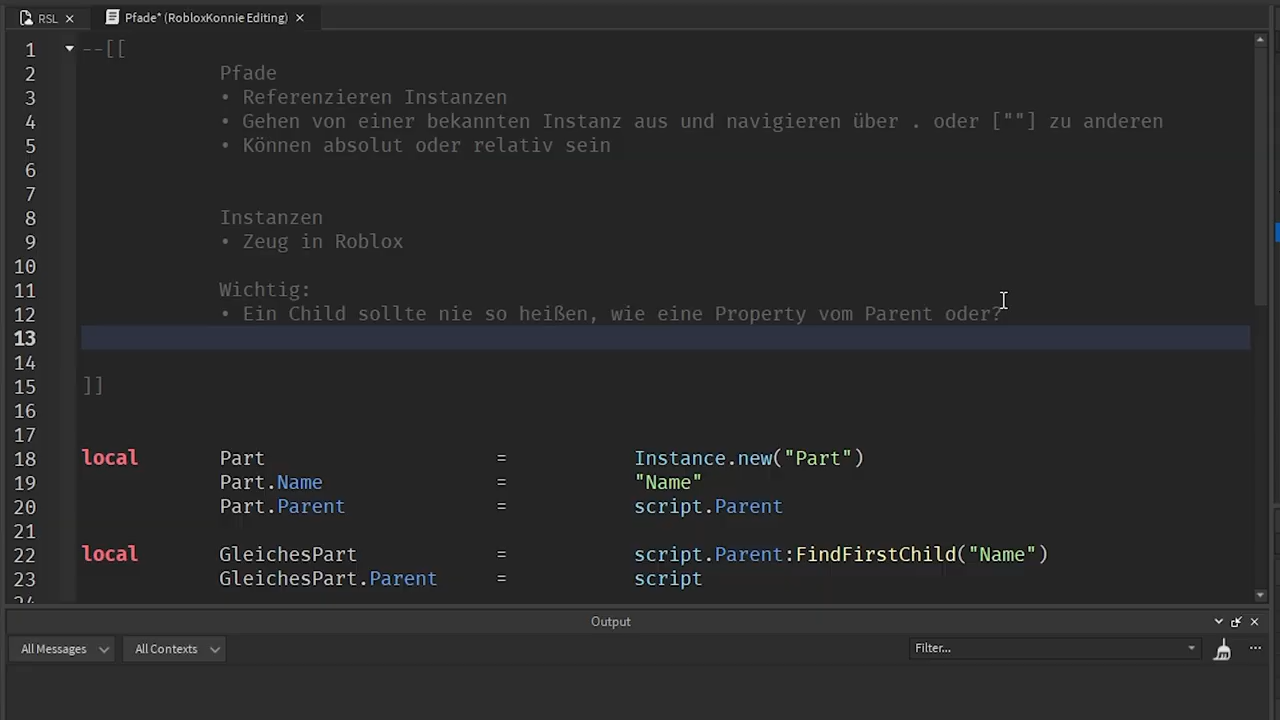 RSL
Pfade* (RobloxKonnie Editing)
1 --[[
2 Pfade
3 • Referenzieren Instanzen
4 • Gehen von einer bekannten Instanz aus und navigieren über . oder [""] zu anderen
5 • Können absolut oder relativ sein
6
7
8 Instanzen
9 • Zeug in Roblox
10
11 Wichtig:
12 • Ein Child sollte nie so heißen, wie eine Property vom Parent oder?
13
14
15 ]]
16
17
18 local Part = Instance.new("Part")
19 Part.Name = "Name"
20 Part.Parent = script.Parent
21
22 local GleichesPart = script.Parent:FindFirstChild("Name")
23 GleichesPart.Parent = script
24
Output
All Messages All Contexts Filter...